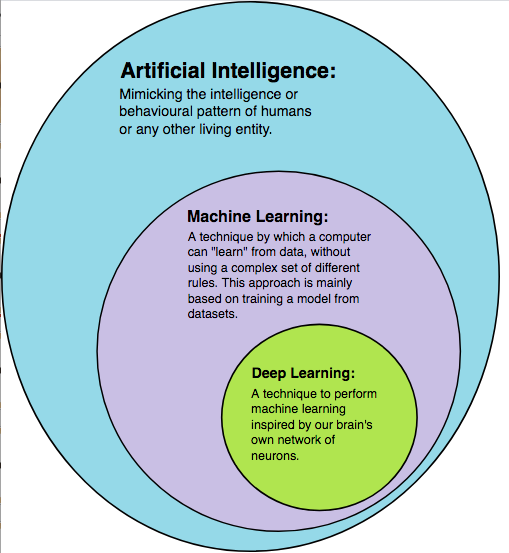 Artificial Intelligence:
Mimicking the intelligence or
behavioural pattern of humans
or any other living entity.
Machine Learning:
A technique by which a computer
can "learn" from data, without
using a complex set of different
rules. This approach is mainly
based on training a model from
datasets.
Deep Learning:
A technique to perform
machine learning
inspired by our brain's
own network of
neurons.